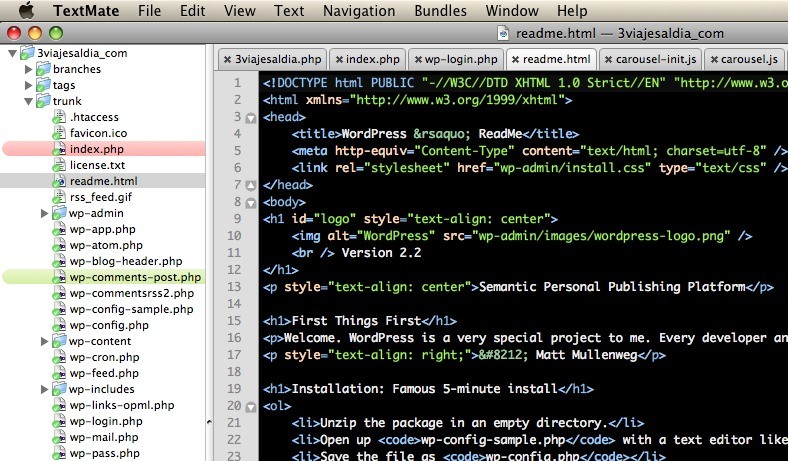 TextMate File Edit View Text Navigation Bundles Window Help
readme.html — 3viajesaldia_com
3viajesaldia_com
branches
tags
trunk
.htaccess
favicon.ico
index.php
license.txt
readme.html
rss_feed.gif
wp-admin
wp-app.php
wp-atom.php
wp-blog-header.php
wp-comments-post.php
wp-commentsrss2.php
wp-config-sample.php
wp-config.php
wp-content
wp-cron.php
wp-feed.php
wp-includes
wp-links-opml.php
wp-login.php
wp-mail.php
wp-pass.php
3viajesaldia.php index.php wp-login.php readme.html carousel-init.js carousel.js
1 <!DOCTYPE html PUBLIC "-//W3C//DTD XHTML 1.0 Strict//EN" "http://www.w3.o
2 <html xmlns="http://www.w3.org/1999/xhtml">
3 <head>
4 <title>WordPress &rsaquo; ReadMe</title>
5 <meta http-equiv="Content-Type" content="text/html; charset=utf-8" />
6 <link rel="stylesheet" href="wp-admin/install.css" type="text/css" />
7 </head>
8 <body>
9 <h1 id="logo" style="text-align: center">
10 <img alt="WordPress" src="wp-admin/images/wordpress-logo.png" />
11 <br /> Version 2.2
12 </h1>
13 <p style="text-align: center">Semantic Personal Publishing Platform</p>
14
15 <h1>First Things First</h1>
16 <p>Welcome. WordPress is a very special project to me. Every developer an
17 <p style="text-align: right;">&#8212; Matt Mullenweg</p>
18
19 <h1>Installation: Famous 5-minute install</h1>
20 <ol>
21 <li>Unzip the package in an empty directory.</li>
22 <li>Open up <code>wp-config-sample.php</code> with a text editor like
23 <li>Save the file as <code>wp-config.php</code></li>